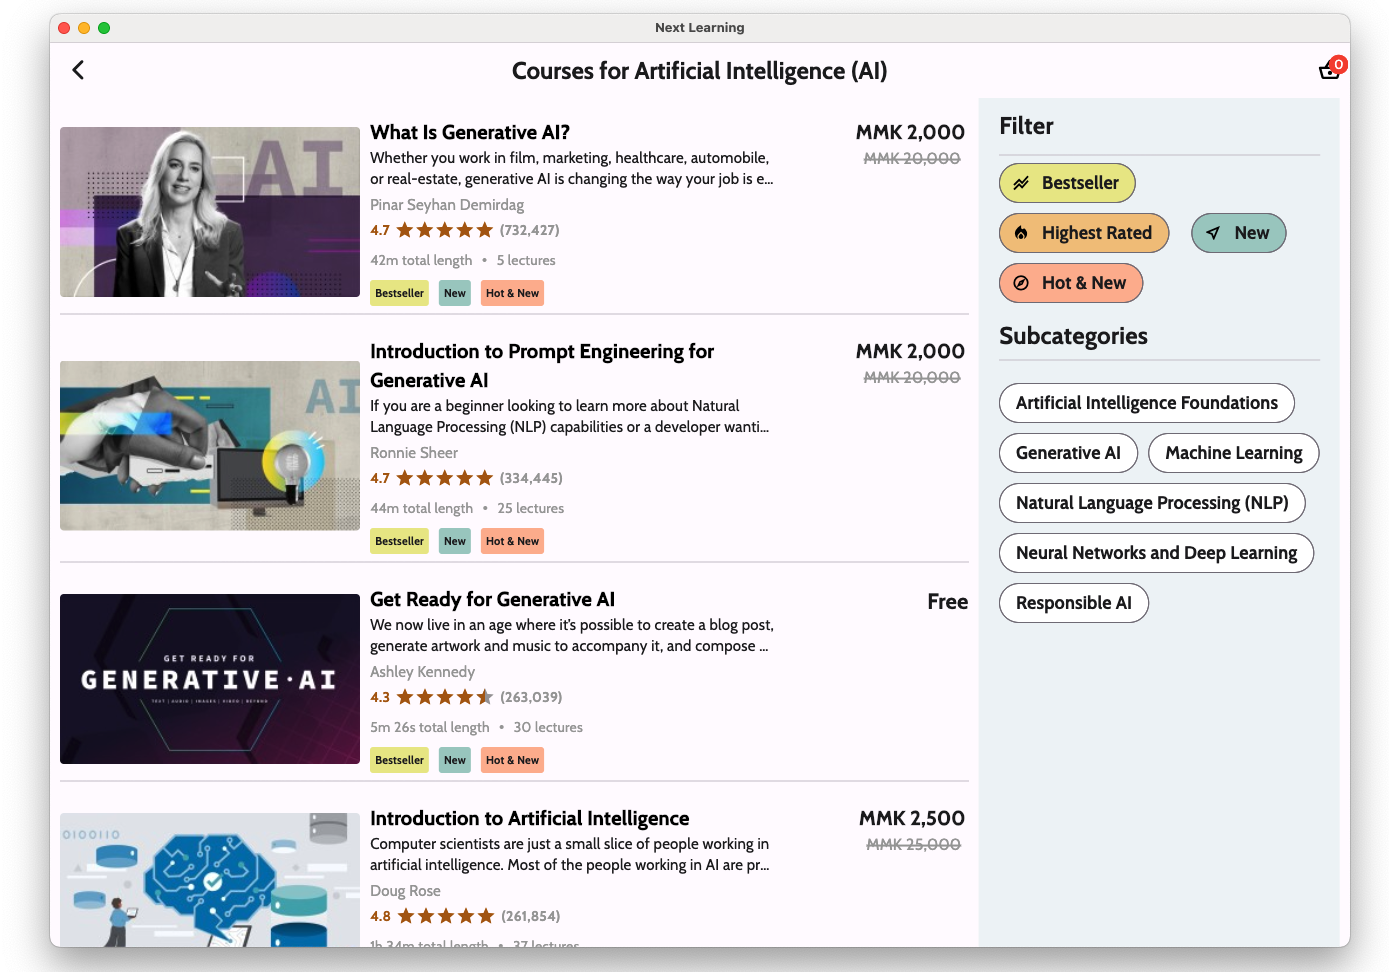 Next Learning
Courses for Artificial Intelligence (AI)
0
AI
What Is Generative AI?
MMK 2,000
Whether you work in film, marketing, healthcare, automobile,
MMK 20,000
or real-estate, generative AI is changing the way your job is e...
Pinar Seyhan Demirdag
4.7 (732,427)
42m total length • 5 lectures
Bestseller New Hot & New
AI
Introduction to Prompt Engineering for
Generative AI
MMK 2,000
MMK 20,000
If you are a beginner looking to learn more about Natural
Language Processing (NLP) capabilities or a developer wanti...
Ronnie Sheer
4.7 (334,445)
44m total length • 25 lectures
Bestseller New Hot & New
GET READY FOR
GENERATIVE·AI
TEXT | AUDIO | IMAGES | VIDEO | BEYOND
Get Ready for Generative AI
Free
We now live in an age where it's possible to create a blog post,
generate artwork and music to accompany it, and compose ...
Ashley Kennedy
4.3 (263,039)
5m 26s total length • 30 lectures
Bestseller New Hot & New
0100110
Introduction to Artificial Intelligence
MMK 2,500
Computer scientists are just a small slice of people working in
MMK 25,000
artificial intelligence. Most of the people working in AI are pr...
Doug Rose
4.8 (261,854)
1h 34m total length • 37 lectures
Filter
Bestseller
Highest Rated New
Hot & New
Subcategories
Artificial Intelligence Foundations
Generative AI Machine Learning
Natural Language Processing (NLP)
Neural Networks and Deep Learning
Responsible AI